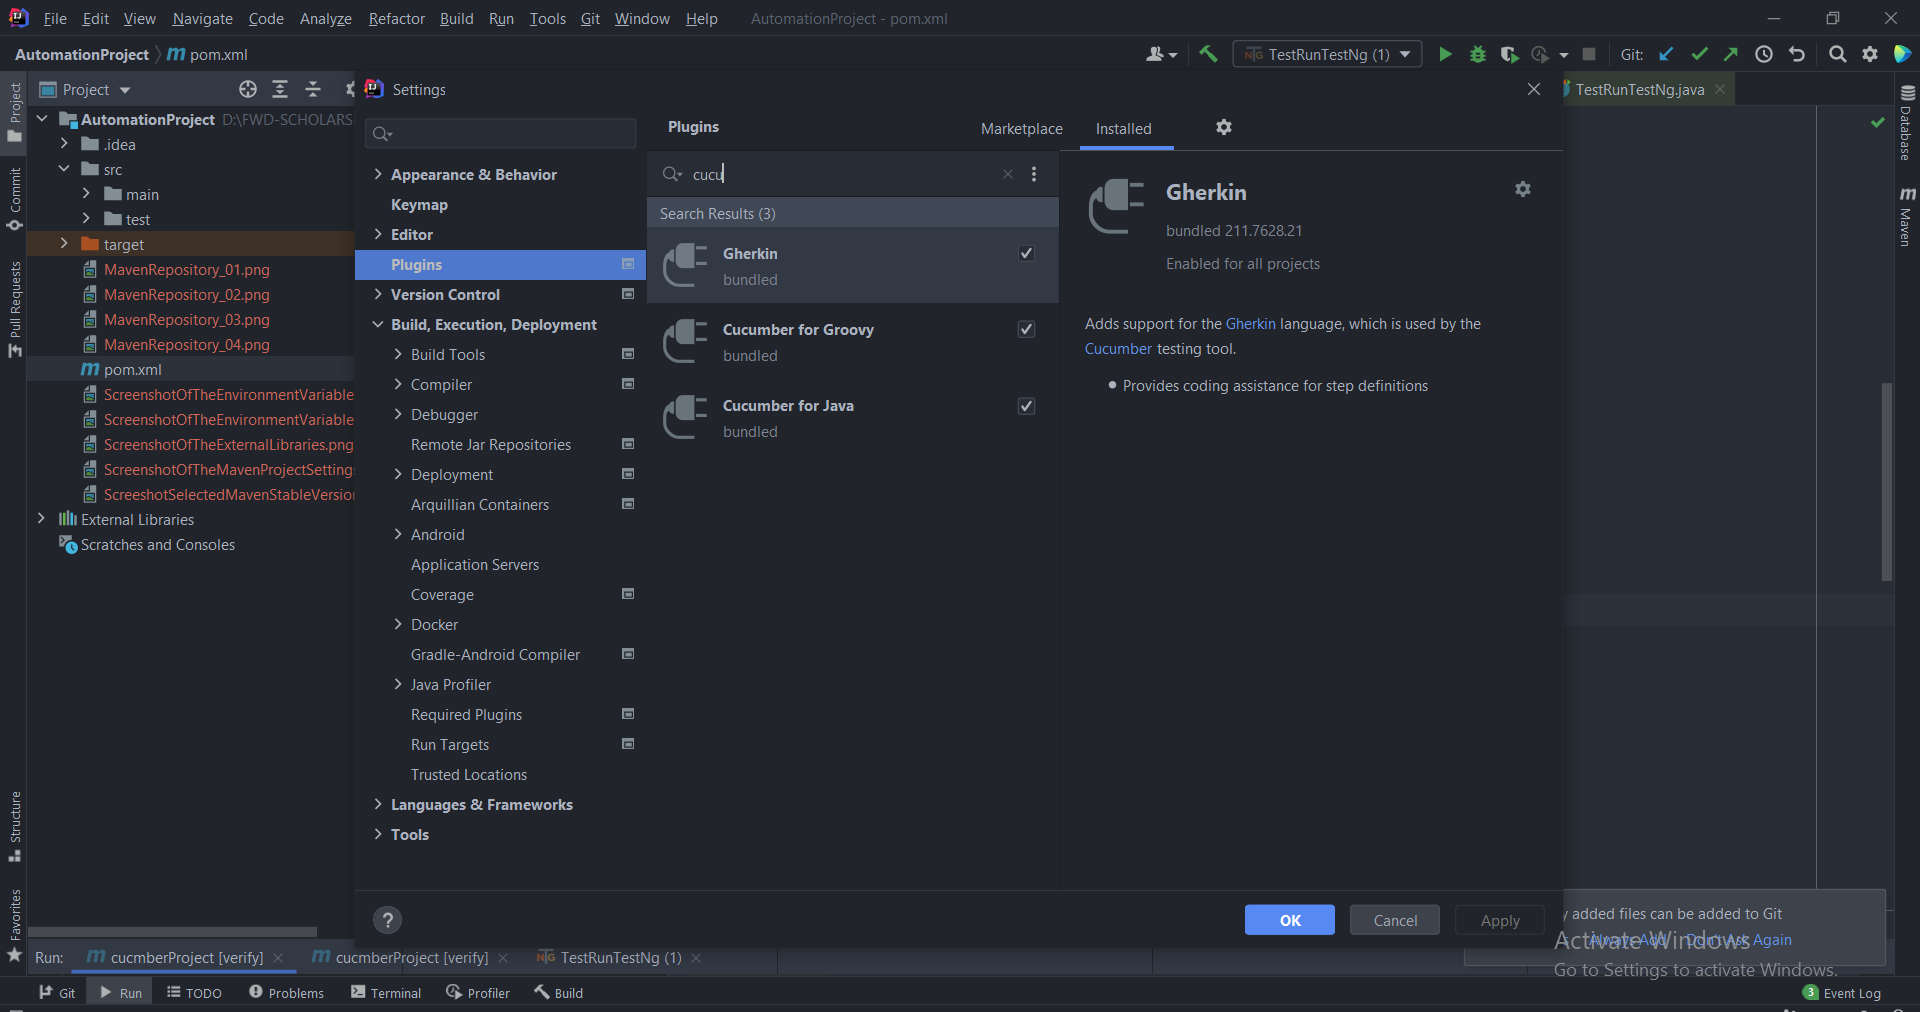 File Edit View Navigate Code Analyze Refactor Build Run Tools Git Window Help AutomationProject - pom.xml
AutomationProject pom.xml TestRunTestNg (1) Git:
Project
Settings
TestRunTestNg.java
AutomationProject D:\FWD-SCHOLARS
.idea
src
main
test
target
MavenRepository_01.png
MavenRepository_02.png
MavenRepository_03.png
MavenRepository_04.png
pom.xml
ScreenshotOfTheEnvironmentVariable
ScreenshotOfTheEnvironmentVariable
ScreenshotOfTheExternalLibraries.png
ScreenshotOfTheMavenProjectSetting
ScreeshotSelectedMavenStableVersion
External Libraries
Scratches and Consoles
Project
Commit
Pull Requests
Structure
Favorites
Appearance & Behavior
Keymap
Editor
Plugins
Version Control
Build, Execution, Deployment
Build Tools
Compiler
Debugger
Remote Jar Repositories
Deployment
Arquillian Containers
Android
Application Servers
Coverage
Docker
Gradle-Android Compiler
Java Profiler
Required Plugins
Run Targets
Trusted Locations
Languages & Frameworks
Tools
Plugins Marketplace Installed
cucu
Search Results (3)
Gherkin
bundled
Cucumber for Groovy
bundled
Cucumber for Java
bundled
Gherkin
bundled 211.7628.21
Enabled for all projects
Adds support for the Gherkin language, which is used by the
Cucumber testing tool.
Provides coding assistance for step definitions
Database
Maven
? OK Cancel Apply
y added files can be added to Git
Always Add Don't Ask Again
Activate Windows
Go to Settings to activate Windows.
Run: cucmberProject [verify] cucmberProject [verify] TestRunTestNg (1)
Git Run TODO Problems Terminal Profiler Build 3 Event Log